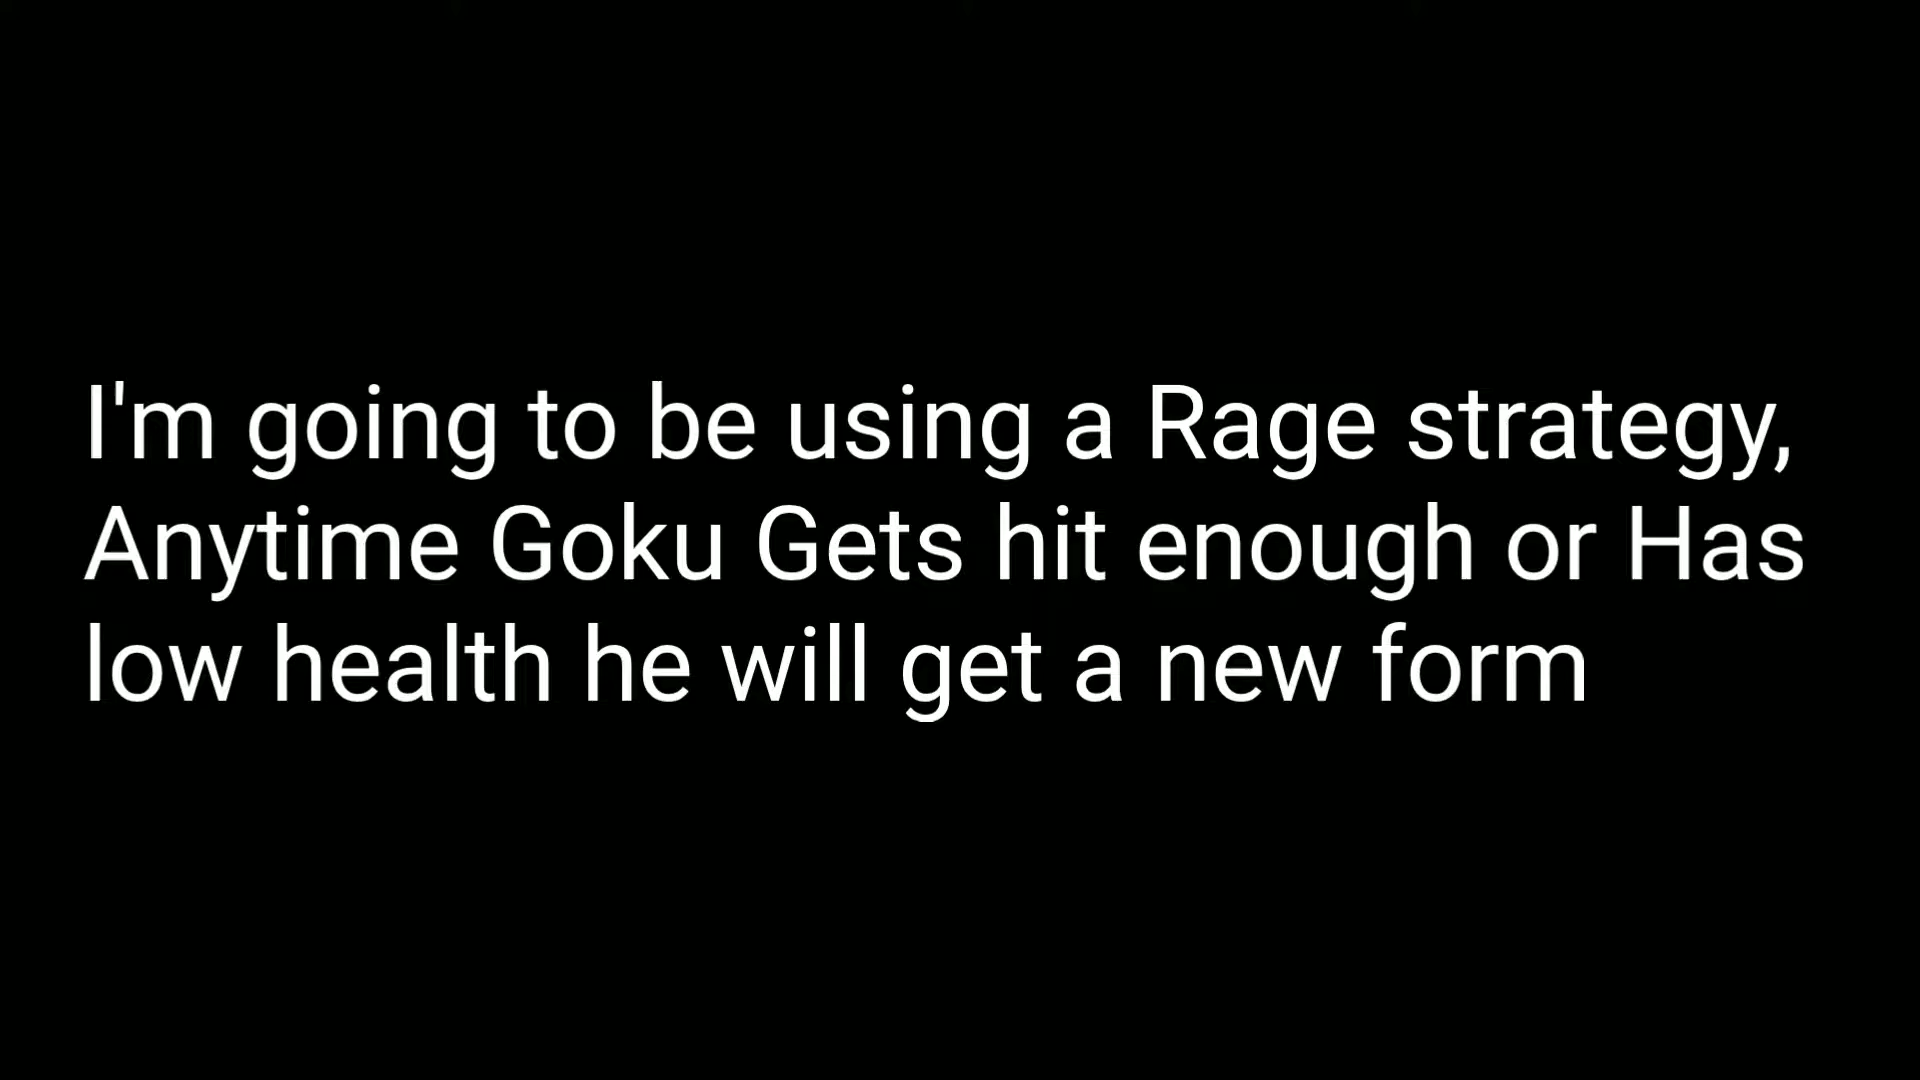 I'm going to be using a Rage strategy,
Anytime Goku Gets hit enough or Has
low health he will get a new form